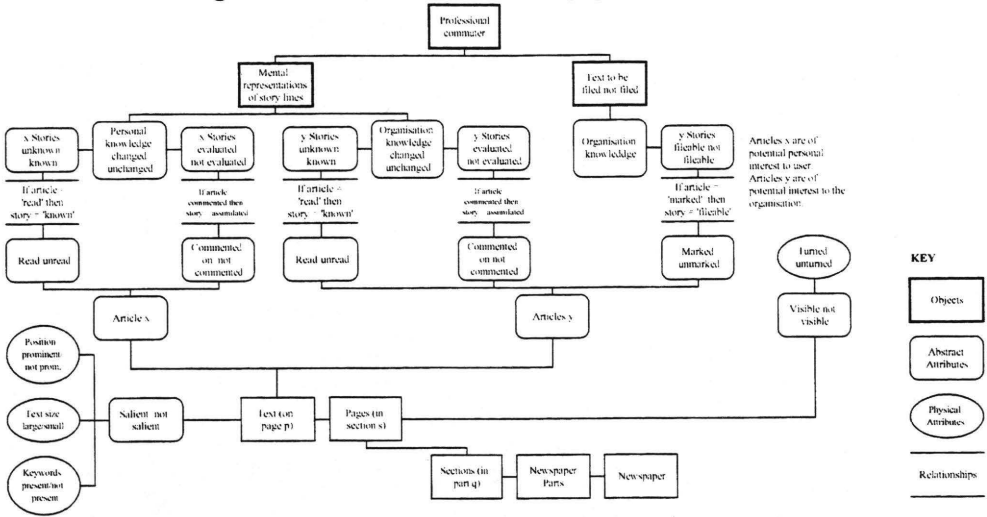 Professional
commuter
Mental
representations
of story lines
Text to be
filed not filed
x Stories
unknown
known
Personal
knowledge
changed
unchanged
x Stories
evaluated
not evaluated
y Stories
unknown
known
Organisation
knowledge
changed
unchanged
y Stories
evaluated
not evaluated
Organisation
knowleddge
y Stories
fileable not
fileable
Articles x are of
potential personal
interest to user
Articles y are of
potential interest to the
organisation.
If article =
'read' then
story = 'known'
If article
commented then
story = assumlated
If article =
'read' then
story = 'known'
If article
commented then
story assumlated
If article =
'marked' then
story = 'fileable'
Read unread
Commented
on not
commented
Read unread
Commented
on not
commented
Marked
unmarked
Turned
unturned
Article x
Articles y
Visible not
visible
KEY
Objects
Abstract
Attributes
Physical
Attributes
Relationships
Position
prominent
not prom.
Text size
large/small
Keywords
present/not
present
Salient not
salient
Text (on
page p)
Pages (in
section s)
Sections (in
part q)
Newspaper
Parts
Newspaper